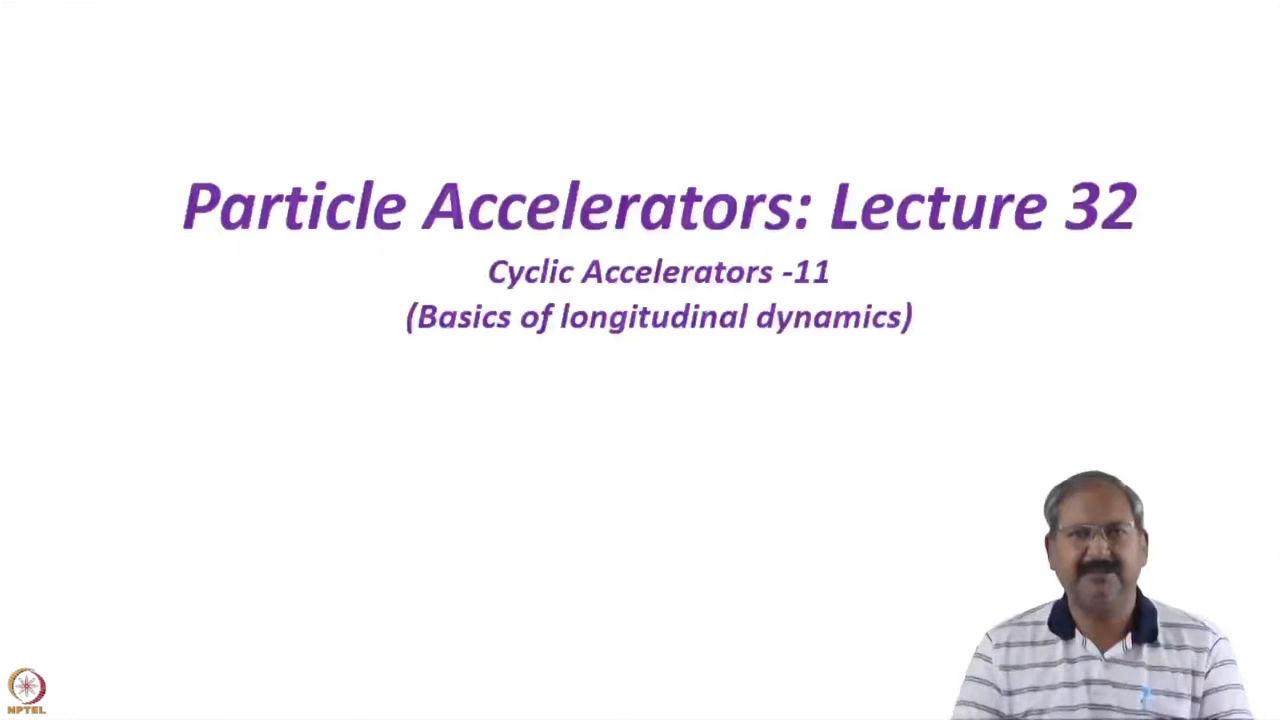 Particle Accelerators: Lecture 32
Cyclic Accelerators -11
(Basics of longitudinal dynamics)
NPTEL